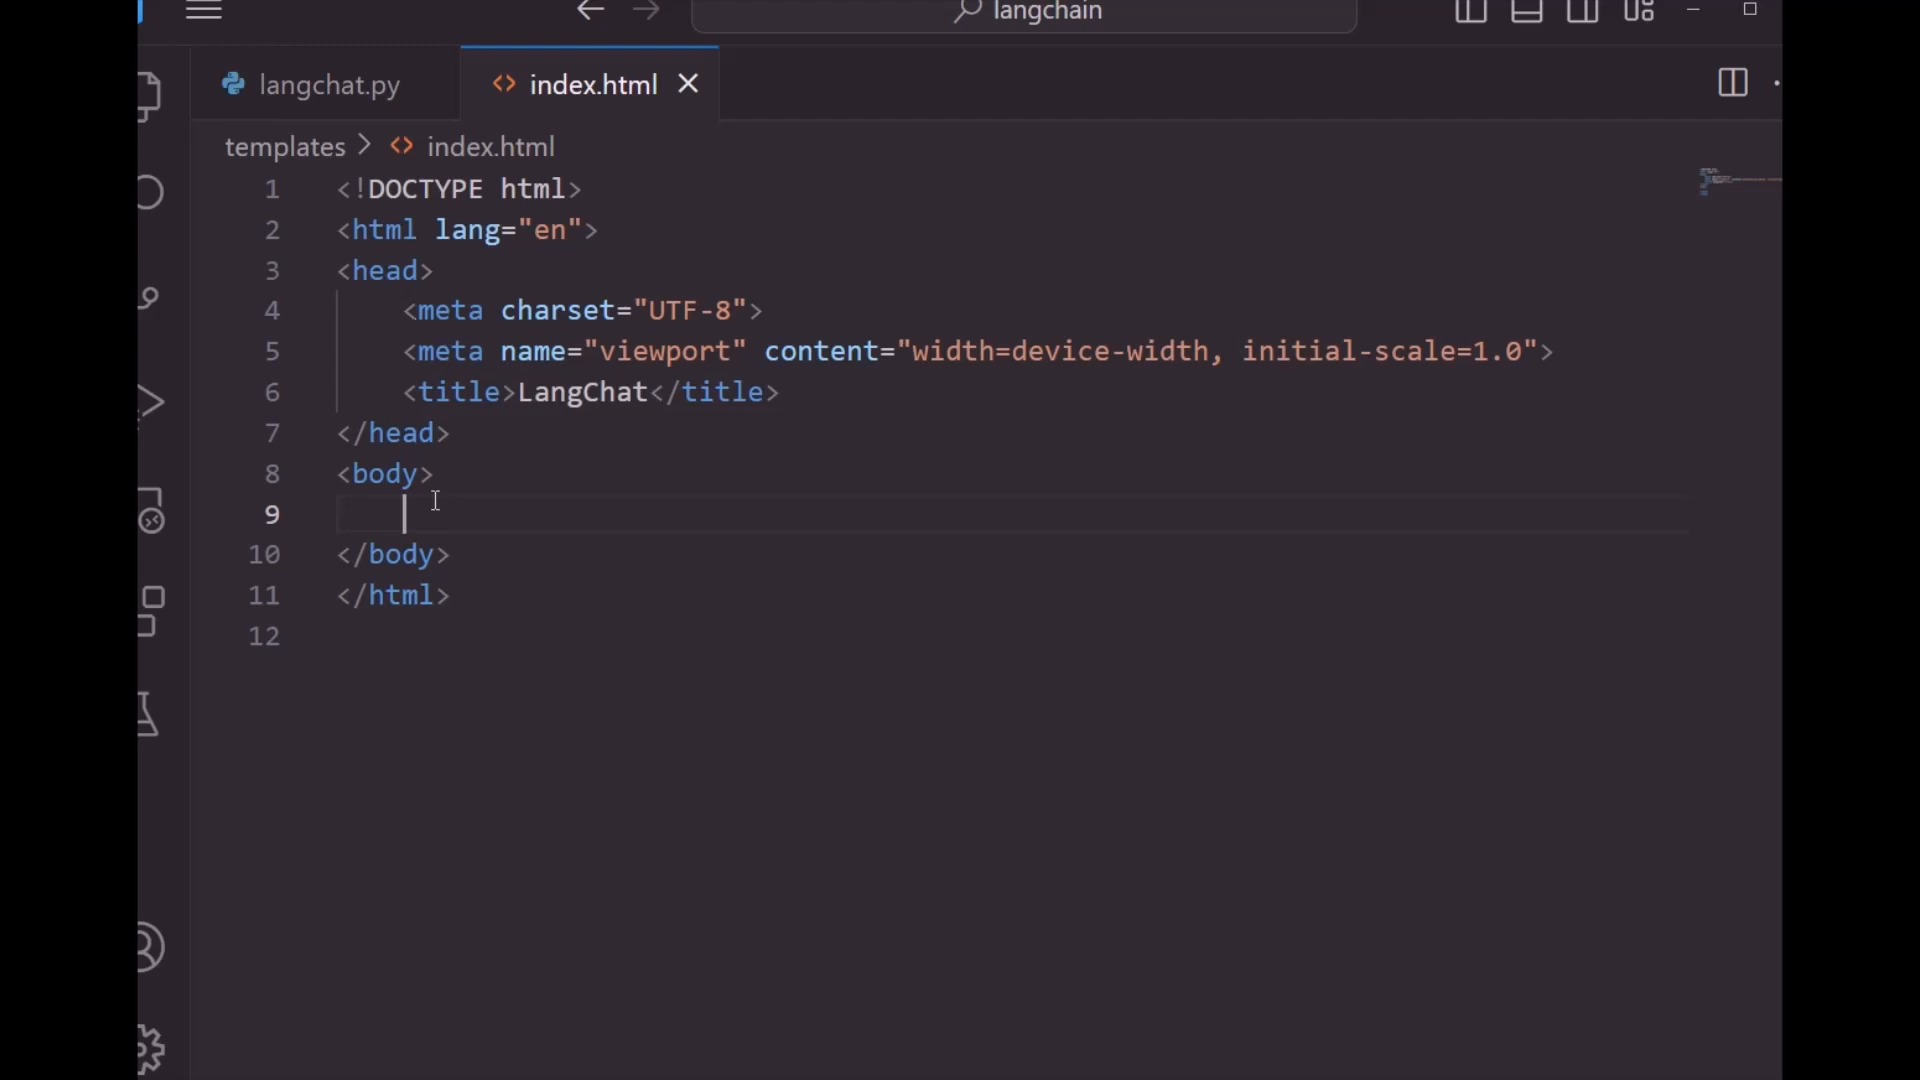 langchain
langchat.py
index.html
templates > index.html
1 <!DOCTYPE html>
2 <html lang="en">
3 <head>
4     <meta charset="UTF-8">
5     <meta name="viewport" content="width=device-width, initial-scale=1.0">
6     <title>LangChat</title>
7 </head>
8 <body>
9
10 </body>
11 </html>
12